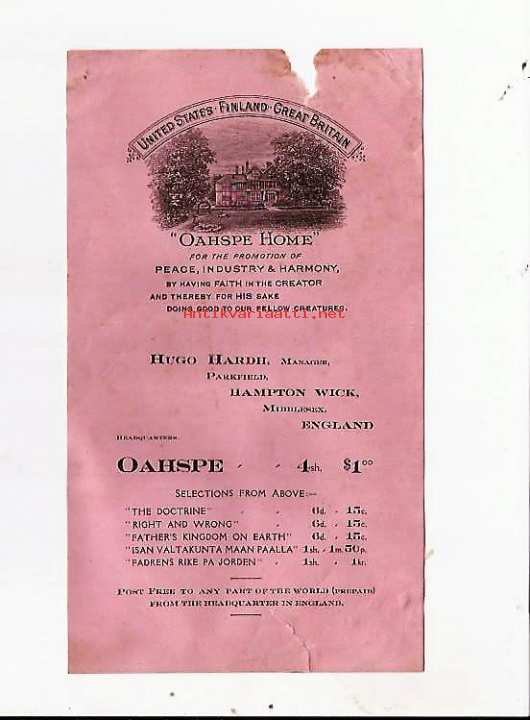 UNITED STATES · FINLAND · GREAT BRITAIN
"OAHSPE HOME"
FOR THE PROMOTION OF
PEACE, INDUSTRY & HARMONY,
BY HAVING FAITH IN THE CREATOR
AND THEREBY FOR HIS SAKE
DOING GOOD TO OUR FELLOW-CREATURES.
Antikvariaatti.net
HUGO HARDH, MANAGER,
PARKFIELD,
HAMPTON WICK,
MIDDLESEX,
ENGLAND
HEADQUARTERS.
OAHSPE 4sh. $1⁰⁰
SELECTIONS FROM ABOVE:—
"THE DOCTRINE" 6d. 15c.
"RIGHT AND WRONG" 6d. 15c.
"FATHER'S KINGDOM ON EARTH" 6d. 15c.
"ISAN VALTAKUNTA MAAN PAALLA" 1sh. 1m.50p.
"FADRENS RIKE PA JORDEN" 1sh. 1kr.
POST FREE TO ANY PART OF THE WORLD (PREPAID)
FROM THE HEADQUARTER IN ENGLAND.